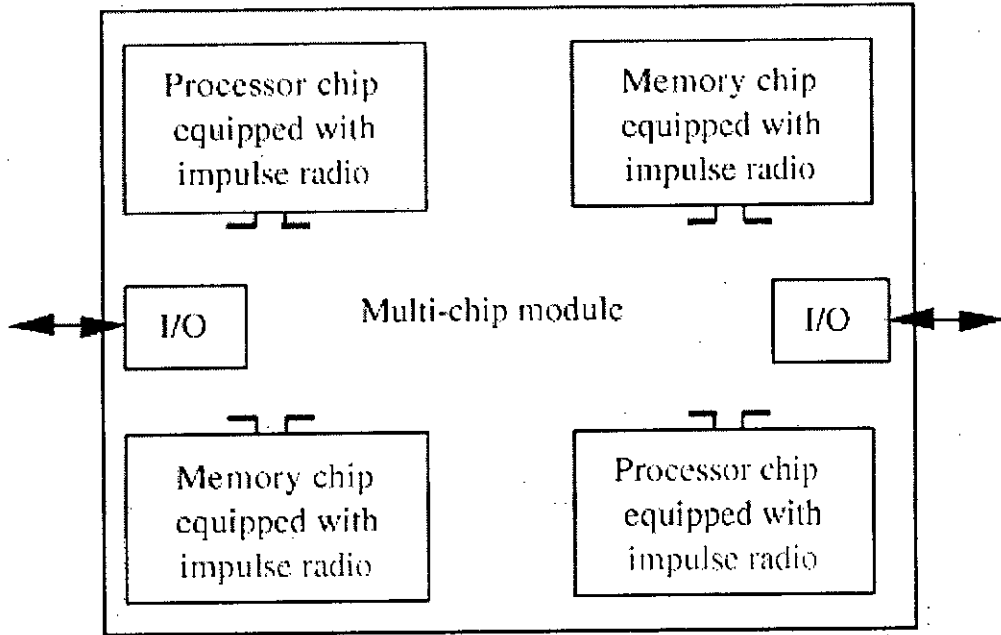 Processor chip
equipped with
impulse radio
Memory chip
equipped with
impulse radio
I/O
Multi-chip module
I/O
Memory chip
equipped with
impulse radio
Processor chip
equipped with
impulse radio